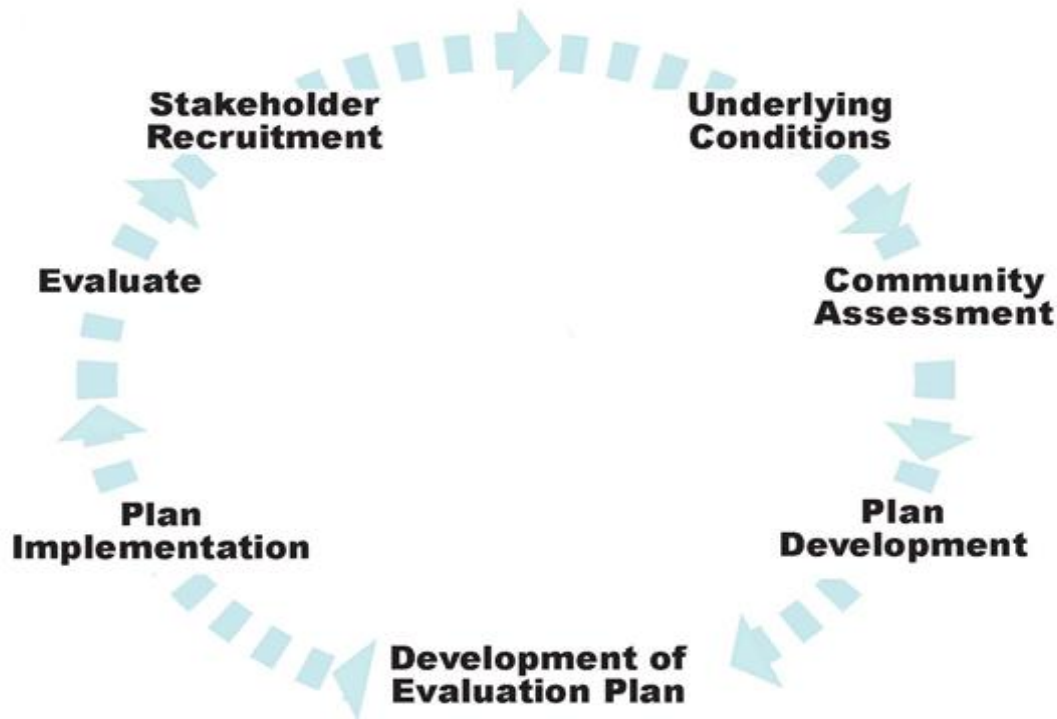 Stakeholder
Recruitment
Underlying
Conditions
Community
Assessment
Plan
Development
Development of
Evaluation Plan
Plan
Implementation
Evaluate